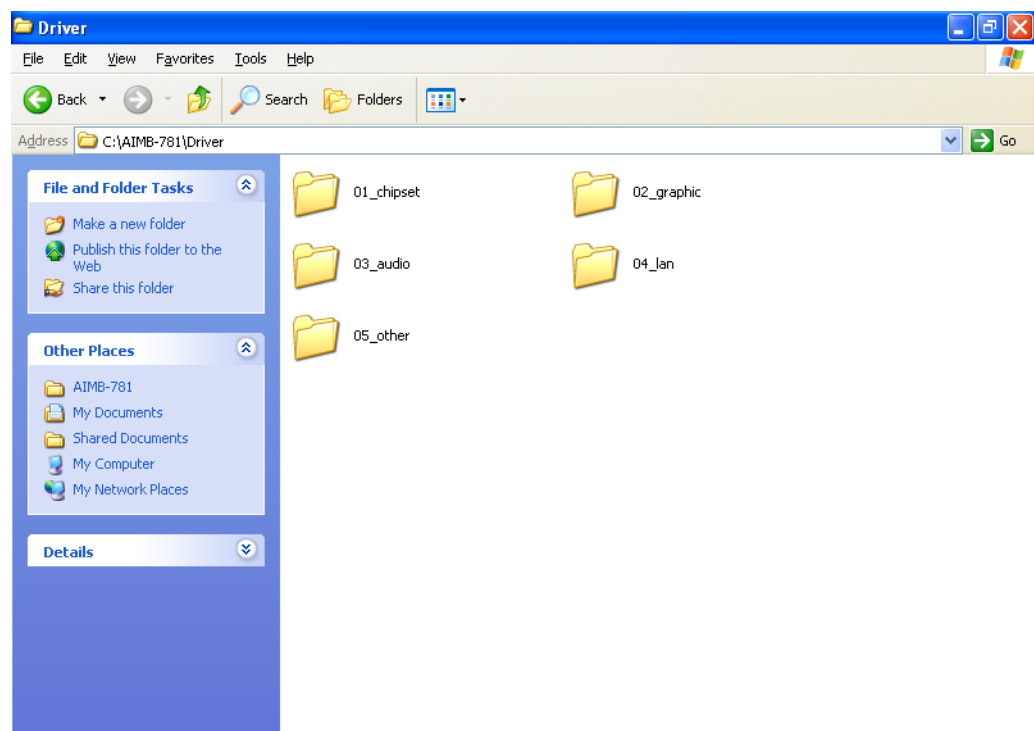 Driver
File Edit View Favorites Tools Help
Back Search Folders
Address C:\AIMB-781\Driver Go
File and Folder Tasks
Make a new folder
Publish this folder to the
Web
Share this folder
Other Places
AIMB-781
My Documents
Shared Documents
My Computer
My Network Places
Details
01_chipset 02_graphic
03_audio 04_lan
05_other